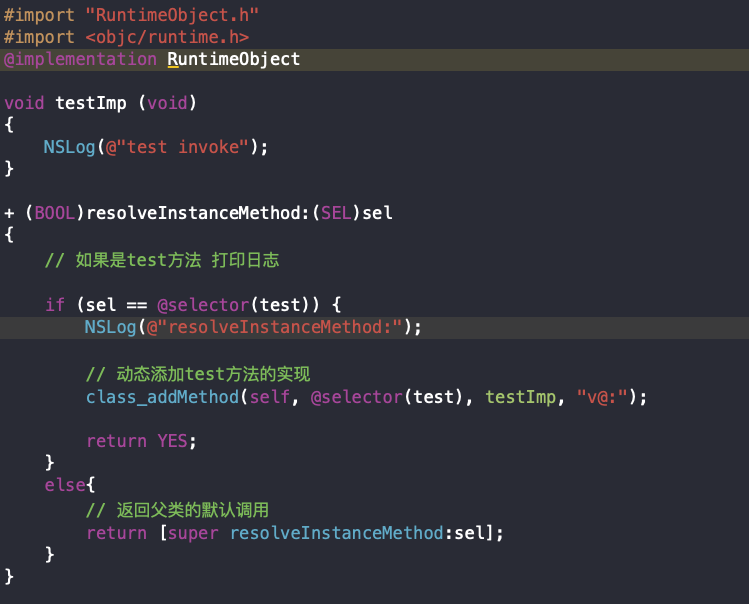 #import "RuntimeObject.h"
#import <objc/runtime.h>
@implementation RuntimeObject
void testImp (void)
{
NSLog(@"test invoke");
}
+ (BOOL)resolveInstanceMethod:(SEL)sel
{
// 如果是test方法 打印日志
if (sel == @selector(test)) {
NSLog(@"resolveInstanceMethod:");
// 动态添加test方法的实现
class_addMethod(self, @selector(test), testImp, "v@:");
return YES;
}
else{
// 返回父类的默认调用
return [super resolveInstanceMethod:sel];
}
}